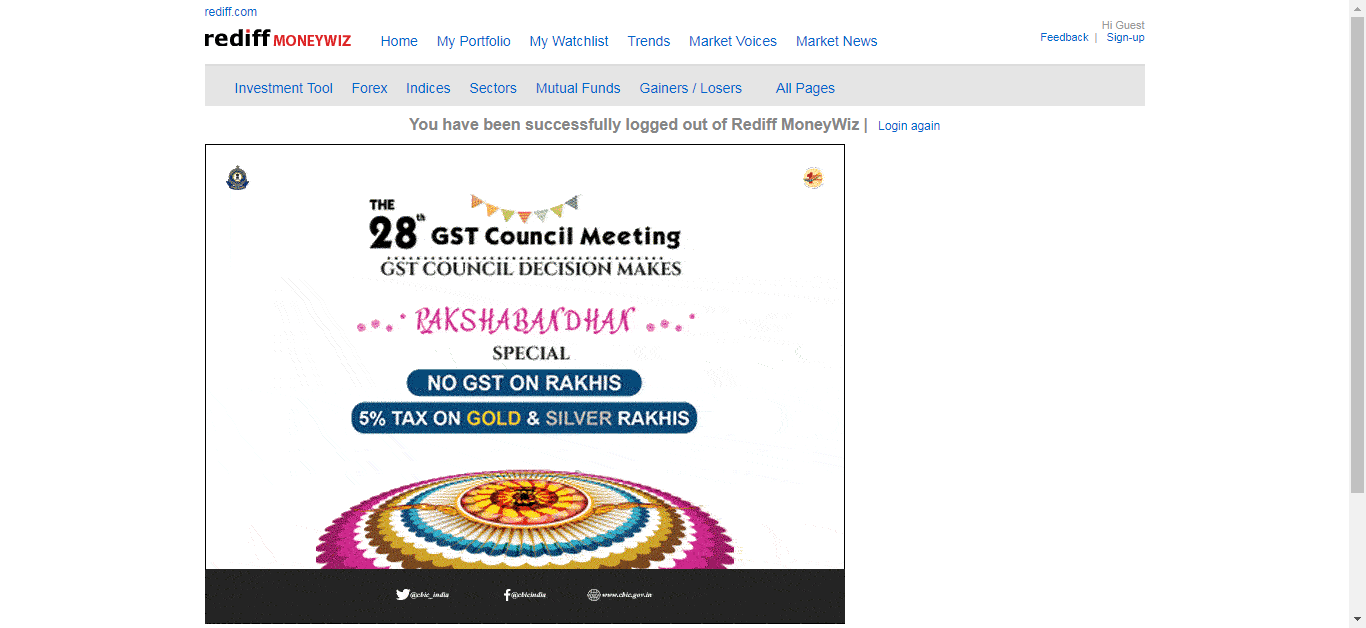 rediff.com
Hi Guest
rediff MONEYWIZ Home My Portfolio My Watchlist Trends Market Voices Market News
Feedback | Sign-up
Investment Tool Forex Indices Sectors Mutual Funds Gainers / Losers All Pages
You have been successfully logged out of Rediff MoneyWiz | Login again
THE
28th GST Council Meeting
GST COUNCIL DECISION MAKES
RAKSHABANDHAN
SPECIAL
NO GST ON RAKHIS
5% TAX ON GOLD & SILVER RAKHIS
@cbic_india @cbicindia www.cbic.gov.in